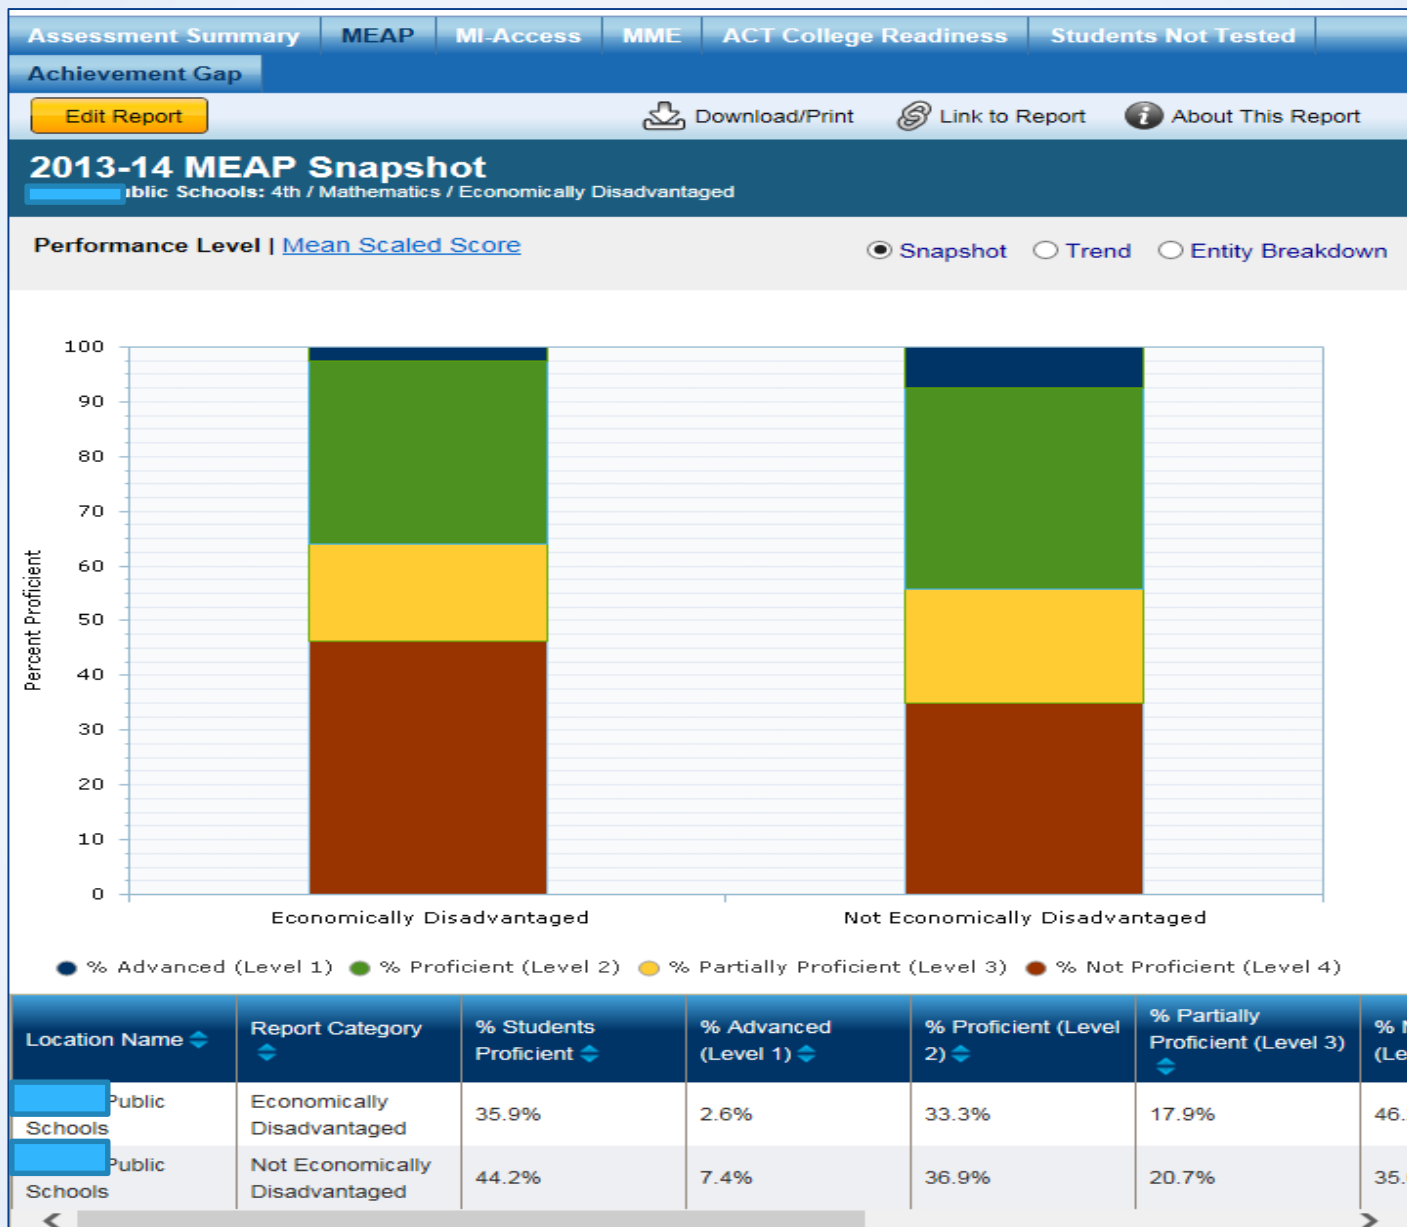 Assessment Summary MEAP MI-Access MME ACT College Readiness Students Not Tested
Achievement Gap
Edit Report Download/Print Link to Report About This Report
2013-14 MEAP Snapshot
Schools: 4th / Mathematics / Economically Disadvantaged
Performance Level | Mean Scaled Score Snapshot Trend Entity Breakdown
100
90
80
70
60
50
40
30
20
10
0
Percent Proficient
Economically Disadvantaged Not Economically Disadvantaged
% Advanced (Level 1) % Proficient (Level 2) % Partially Proficient (Level 3) % Not Proficient (Level 4)
Location Name Report Category % Students Proficient % Advanced (Level 1) % Proficient (Level 2) % Partially Proficient (Level 3) %
Public Schools Economically Disadvantaged 35.9% 2.6% 33.3% 17.9% 46.
Public Schools Not Economically Disadvantaged 44.2% 7.4% 36.9% 20.7% 35.